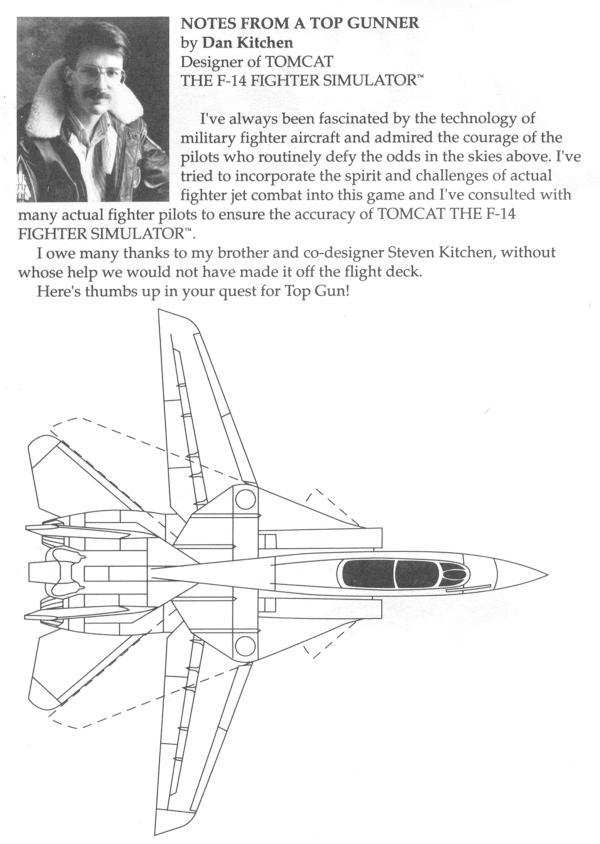 NOTES FROM A TOP GUNNER
by Dan Kitchen
Designer of TOMCAT
THE F-14 FIGHTER SIMULATOR™
I've always been fascinated by the technology of
military fighter aircraft and admired the courage of the
pilots who routinely defy the odds in the skies above. I've
tried to incorporate the spirit and challenges of actual
fighter jet combat into this game and I've consulted with
many actual fighter pilots to ensure the accuracy of TOMCAT THE F-14
FIGHTER SIMULATOR™.
I owe many thanks to my brother and co-designer Steven Kitchen, without
whose help we would not have made it off the flight deck.
Here's thumbs up in your quest for Top Gun!